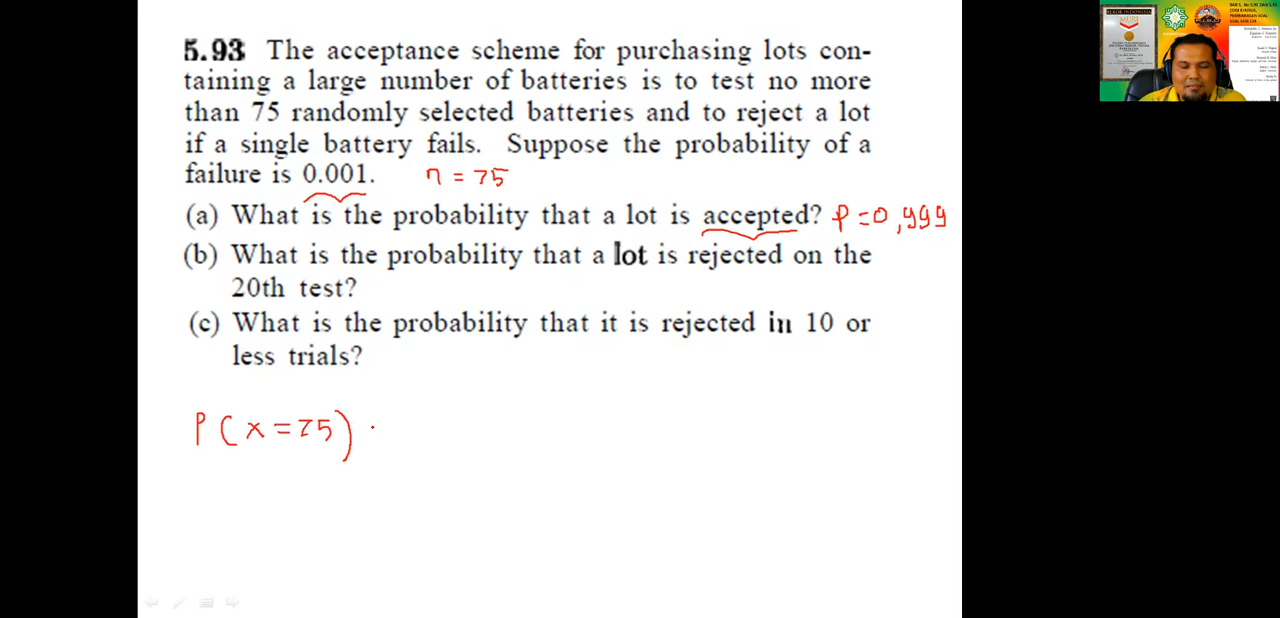 5.93 The acceptance scheme for purchasing lots con-
taining a large number of batteries is to test no more
than 75 randomly selected batteries and to reject a lot
if a single battery fails. Suppose the probability of a
failure is 0.001. n = 75
(a) What is the probability that a lot is accepted? P = 0,999
(b) What is the probability that a lot is rejected on the
20th test?
(c) What is the probability that it is rejected in 10 or
less trials?
P(x=75)
MURI